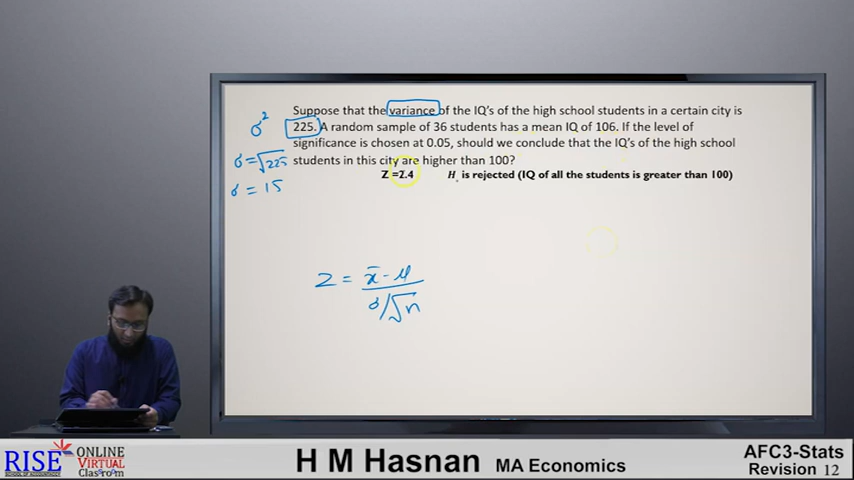 Suppose that the variance of the IQ's of the high school students in a certain city is
225. A random sample of 36 students has a mean IQ of 106. If the level of
significance is chosen at 0.05, should we conclude that the IQ's of the high school
students in this city are higher than 100?
Z =2.4 H. is rejected (IQ of all the students is greater than 100)
σ²
σ = √225
σ = 15
Z = x̄ - μ
σ/√n
RISE
SCHOOL OF ACCOUNTANCY
ONLINE
VIRTUAL
Classroom
H M Hasnan MA Economics
AFC3-Stats
Revision 12